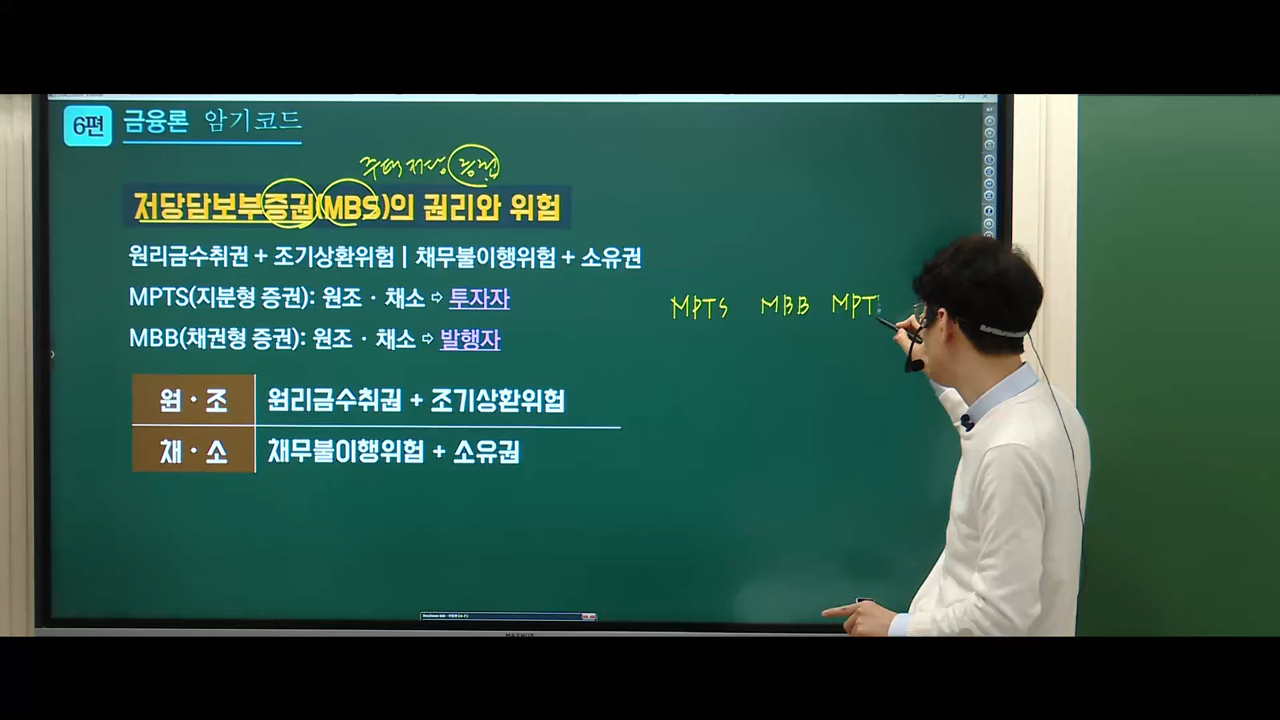 6편 금융론 암기코드
주택저당증권
저당담보부증권(MBS)의 권리와 위험
원리금수취권 + 조기상환위험 | 채무불이행위험 + 소유권
MPTS(지분형 증권): 원조 · 채소 ⇨ 투자자
MPTS MBB MPT
MBB(채권형 증권): 원조 · 채소 ⇨ 발행자
원 · 조 원리금수취권 + 조기상환위험
채 · 소 채무불이행위험 + 소유권